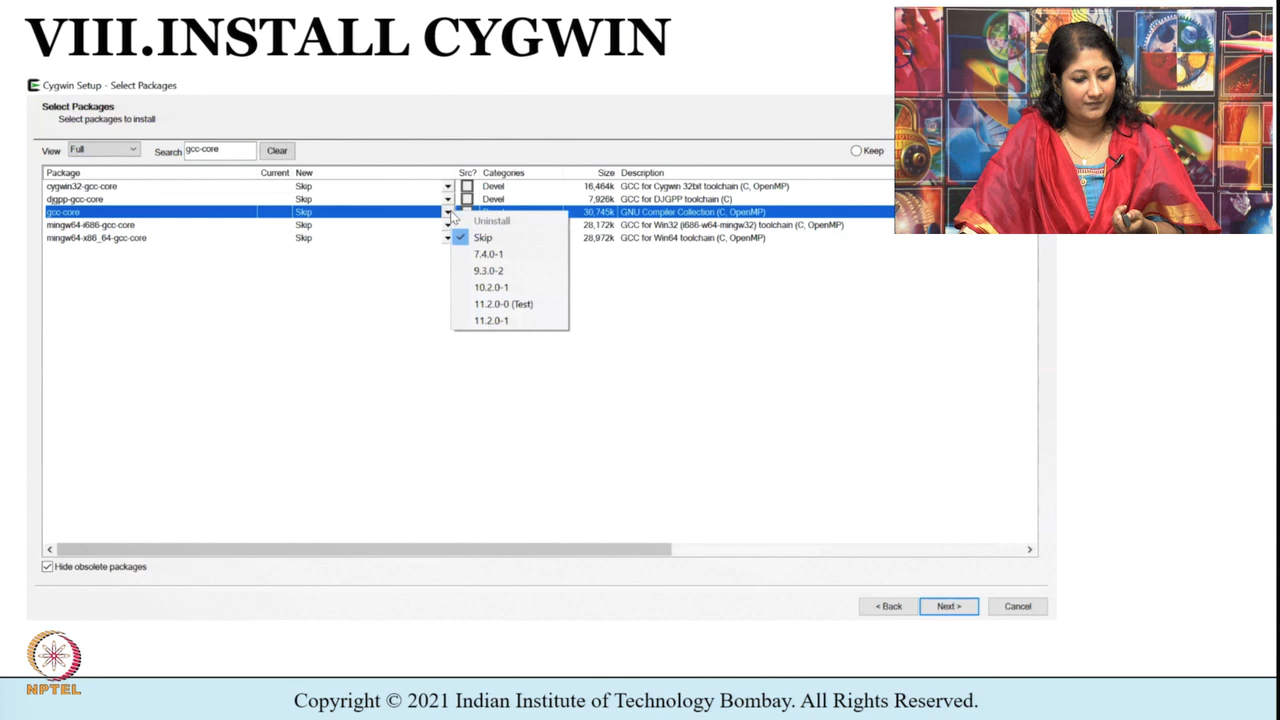 VIII.INSTALL CYGWIN
Cygwin Setup - Select Packages
Select Packages
Select packages to install
View Full Search gcc-core Clear Keep
Package Current New Src? Categories Size Description
cygwin32-gcc-core Skip Devel 16,464k GCC for Cygwin 32bit toolchain (C, OpenMP)
djgpp-gcc-core Skip Devel 7,926k GCC for DJGPP toolchain (C)
gcc-core Skip 30,745k GNU Compiler Collection (C, OpenMP)
mingw64-i686-gcc-core Skip 28,172k GCC for Win32 (i686-w64-mingw32) toolchain (C, OpenMP)
mingw64-x86_64-gcc-core Skip 28,972k GCC for Win64 toolchain (C, OpenMP)
Uninstall
Skip
7.4.0-1
9.3.0-2
10.2.0-1
11.2.0-0 (Test)
11.2.0-1
Hide obsolete packages
< Back Next > Cancel
NPTEL
Copyright © 2021 Indian Institute of Technology Bombay. All Rights Reserved.